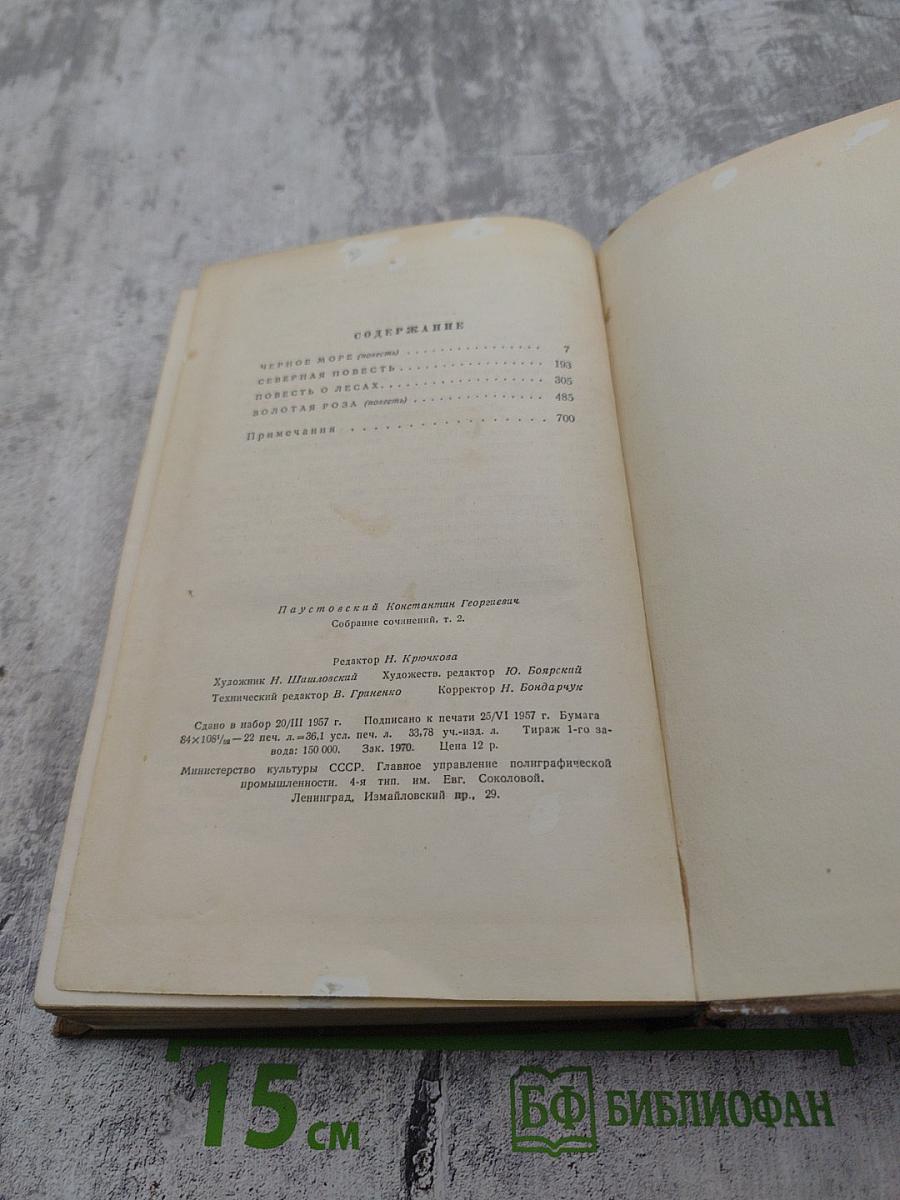 СОДЕРЖАНИЕ
ЧЕРНОЕ МОРЕ (повесть) . . . . . . . . . . . . . . . . 7
СЕВЕРНАЯ ПОВЕСТЬ . . . . . . . . . . . . . . . . 193
ПОВЕСТЬ О ЛЕСАХ. . . . . . . . . . . . . . . . . 305
ЗОЛОТАЯ РОЗА (повесть) . . . . . . . . . . . . . . . 485
Примечания . . . . . . . . . . . . . . . . . 700
Паустовский Константин Георгиевич
Собрание сочинений, т. 2.
Редактор Н. Крючкова
Художник Н. Шишловский Художеств. редактор Ю. Боярский
Технический редактор В. Гриненко Корректор Н. Бондарчук
Сдано в набор 20/III 1957 г. Подписано к печати 25/VI 1957 г. Бумага
84×108¹/₃₂—22 печ. л.=36,1 усл. печ. л. 33,78 уч.-изд. л. Тираж 1-го за-
вода: 150 000. Зак. 1970. Цена 12 р.
Министерство культуры СССР. Главное управление полиграфической
промышленности. 4-я тип. им. Евг. Соколовой.
Ленинград, Измайловский пр., 29.
15 см
БФ БИБЛИОФАН